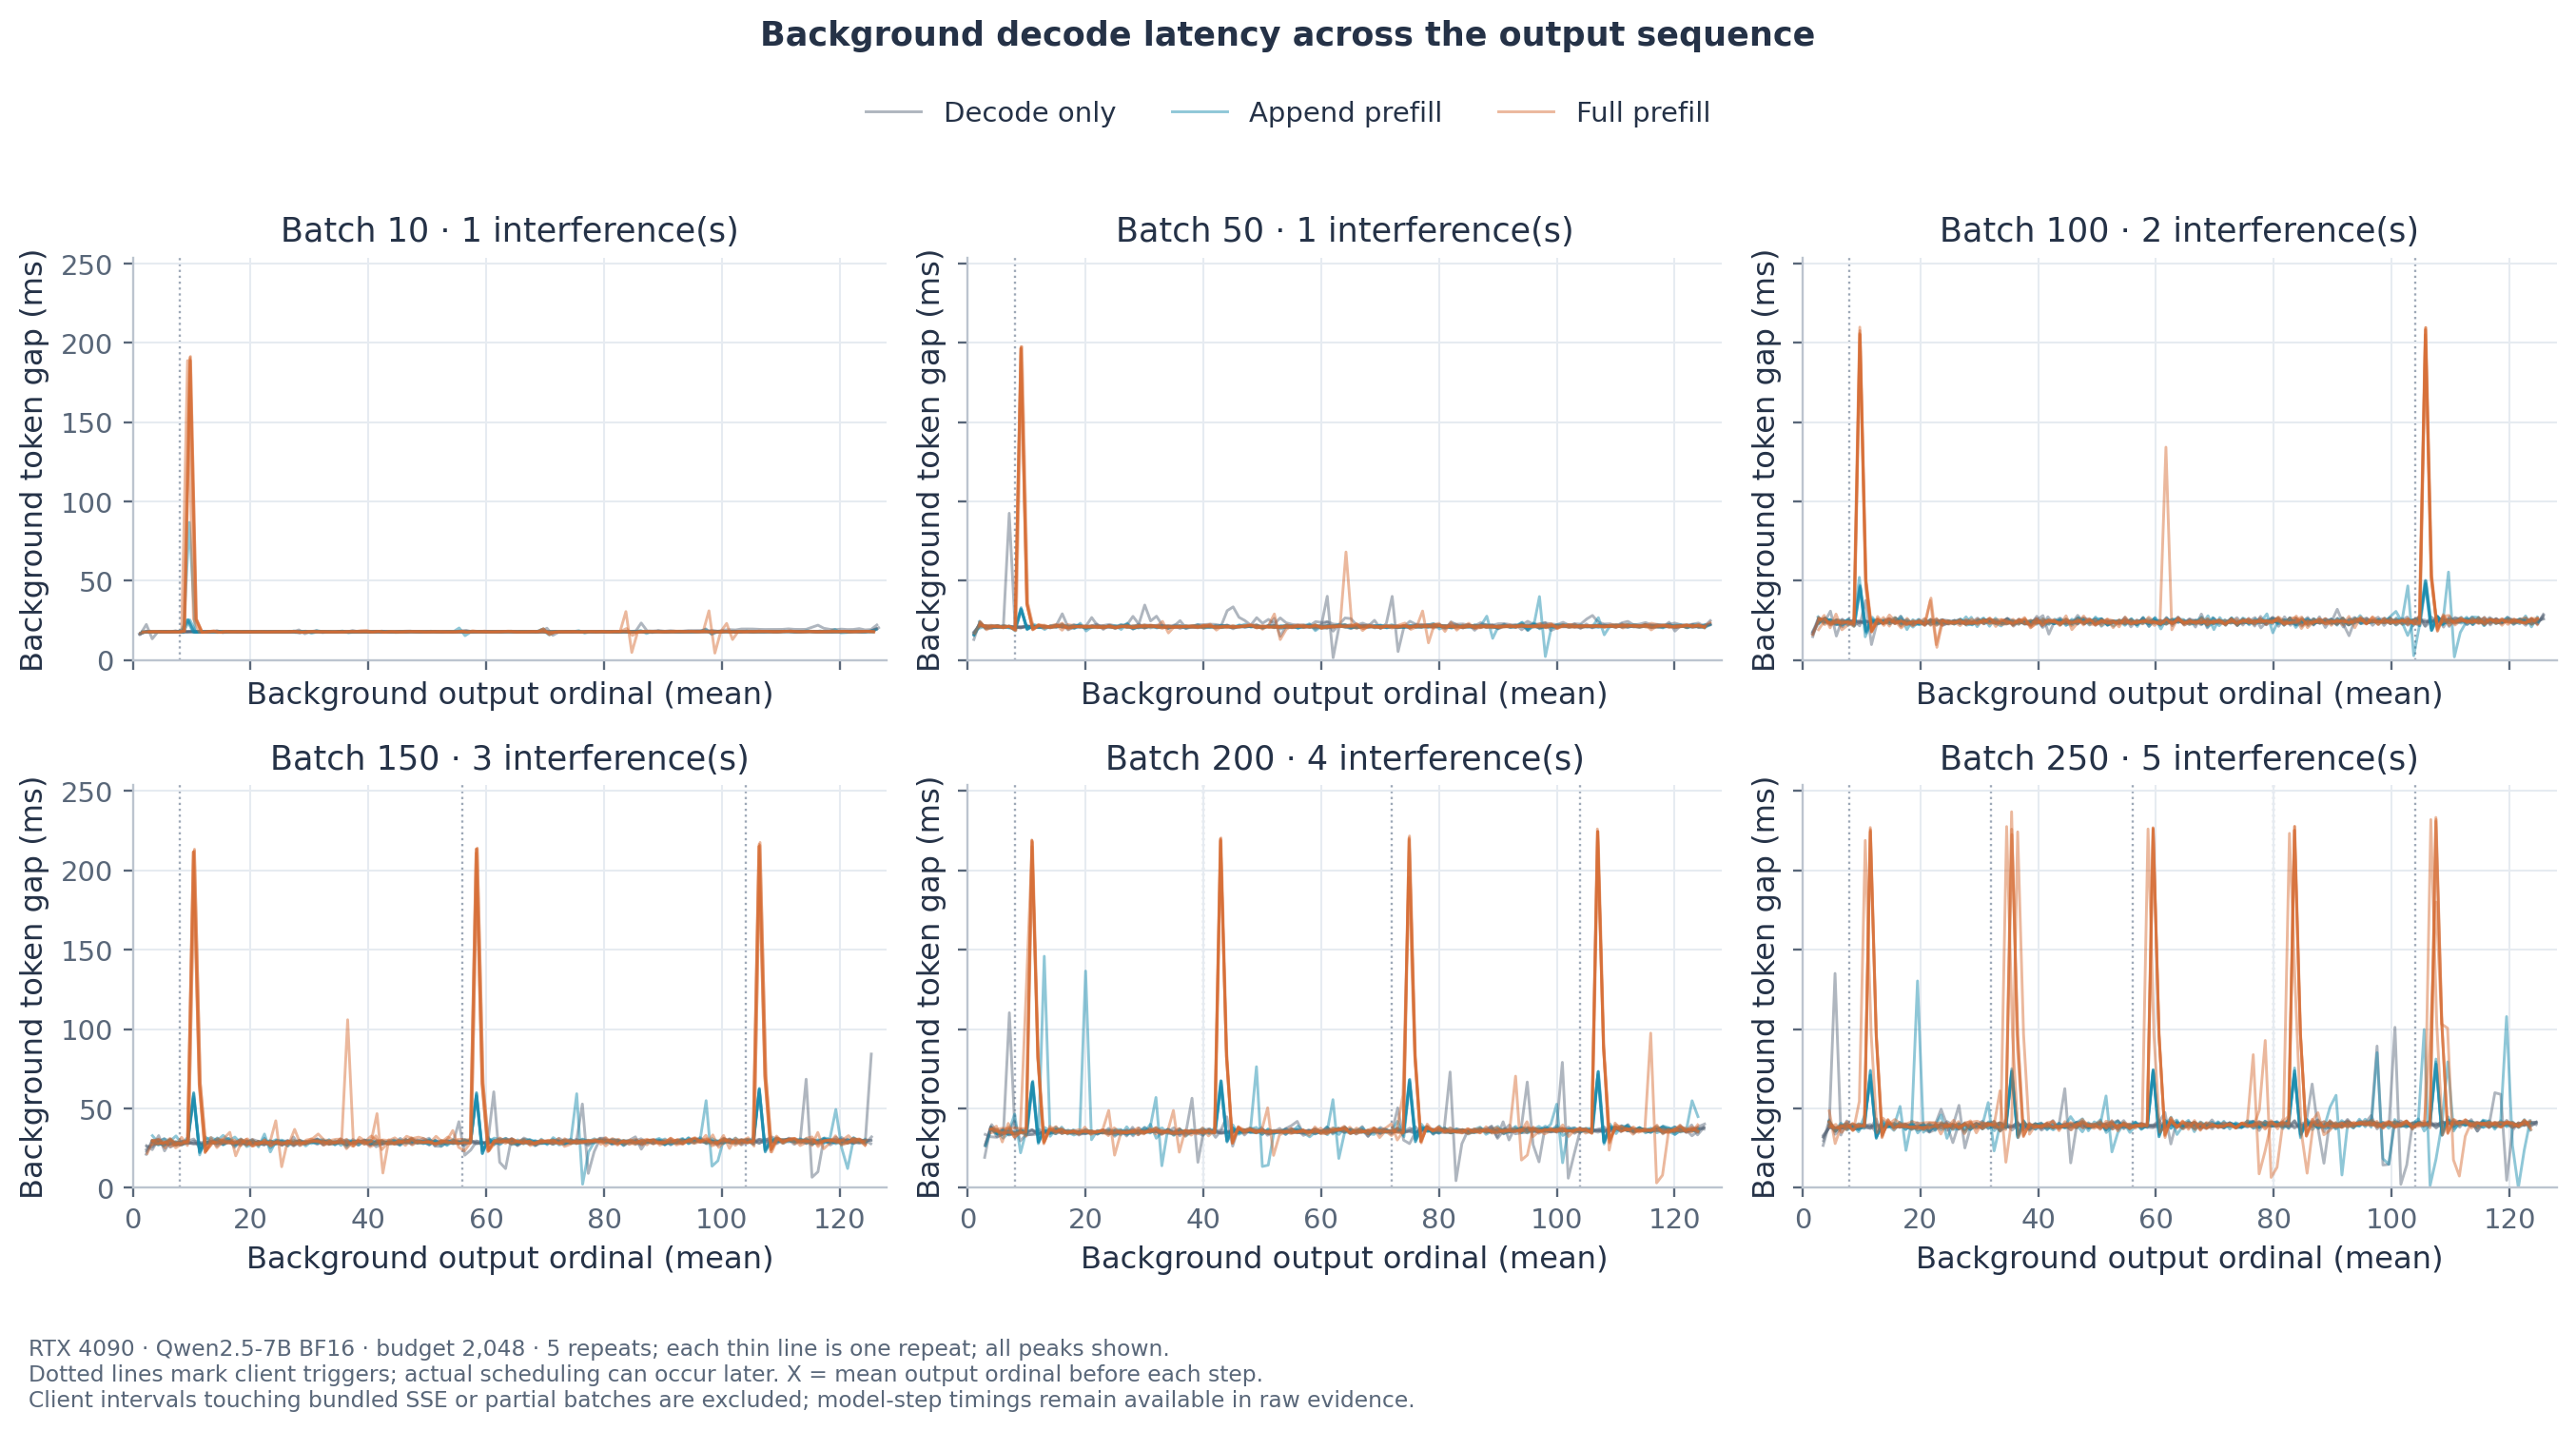 Background decode latency across the output sequence
Decode only
Append prefill
Full prefill
Batch 10 · 1 interference(s)
Batch 50 · 1 interference(s)
Batch 100 · 2 interference(s)
Background token gap (ms)
250
200
150
100
50
0
Background token gap (ms)
Background token gap (ms)
Background output ordinal (mean)
Background output ordinal (mean)
Background output ordinal (mean)
Batch 150 · 3 interference(s)
Batch 200 · 4 interference(s)
Batch 250 · 5 interference(s)
Background token gap (ms)
250
200
150
100
50
0
Background token gap (ms)
Background token gap (ms)
0 20 40 60 80 100 120
0 20 40 60 80 100 120
0 20 40 60 80 100 120
Background output ordinal (mean)
Background output ordinal (mean)
Background output ordinal (mean)
RTX 4090 · Qwen2.5-7B BF16 · budget 2,048 · 5 repeats; each thin line is one repeat; all peaks shown.
Dotted lines mark client triggers; actual scheduling can occur later. X = mean output ordinal before each step.
Client intervals touching bundled SSE or partial batches are excluded; model-step timings remain available in raw evidence.